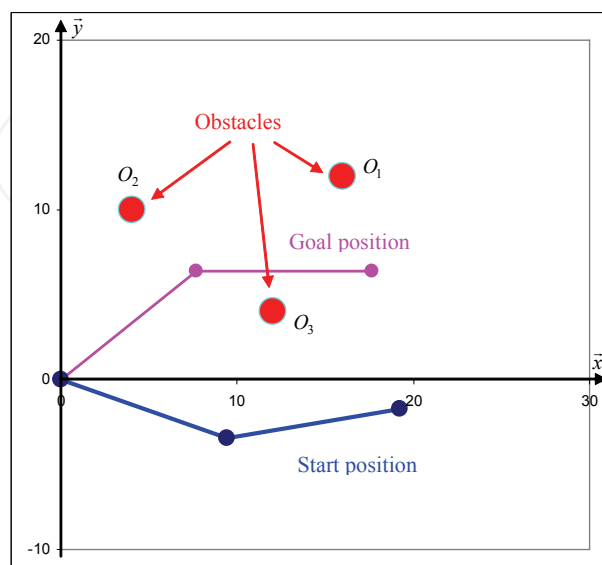 20
y⃗
Obstacles
O₂
O₁
10
Goal position
O₃
0
x⃗
0
10
20
30
Start position
-10